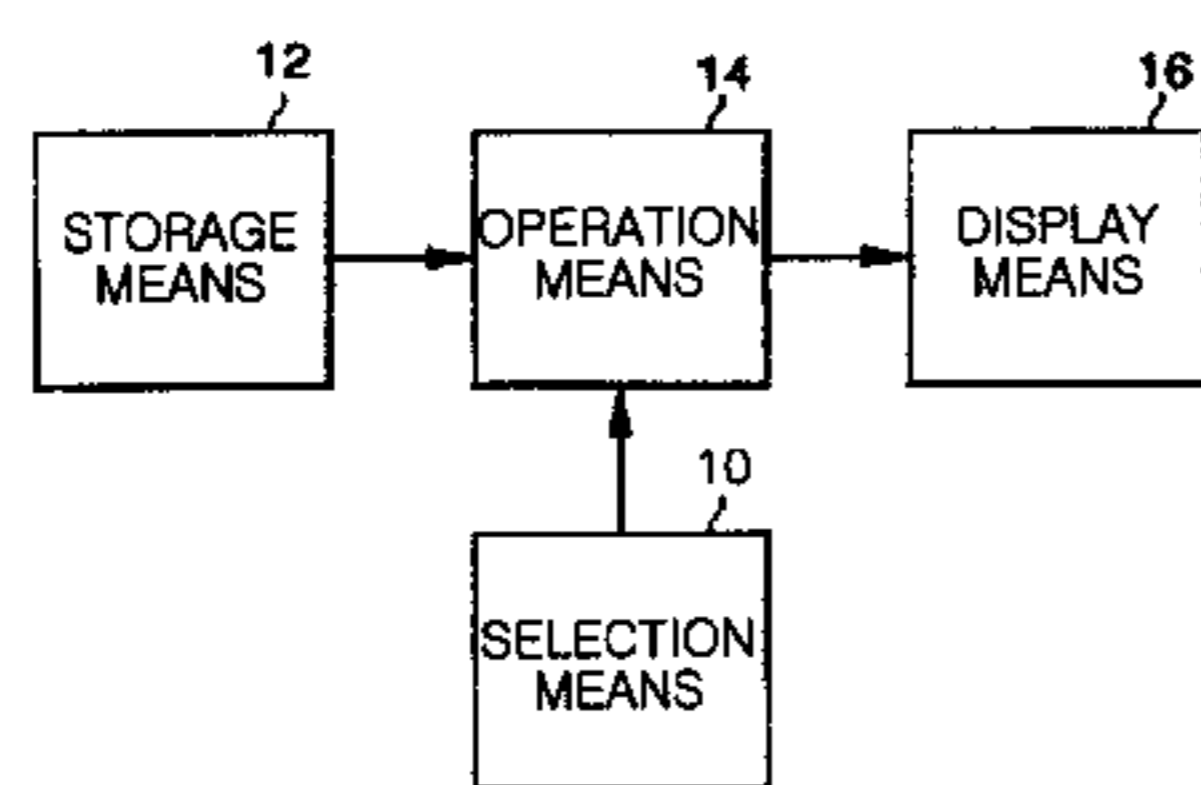 12
14
16
STORAGE
MEANS
OPERATION
MEANS
DISPLAY
MEANS
10
SELECTION
MEANS